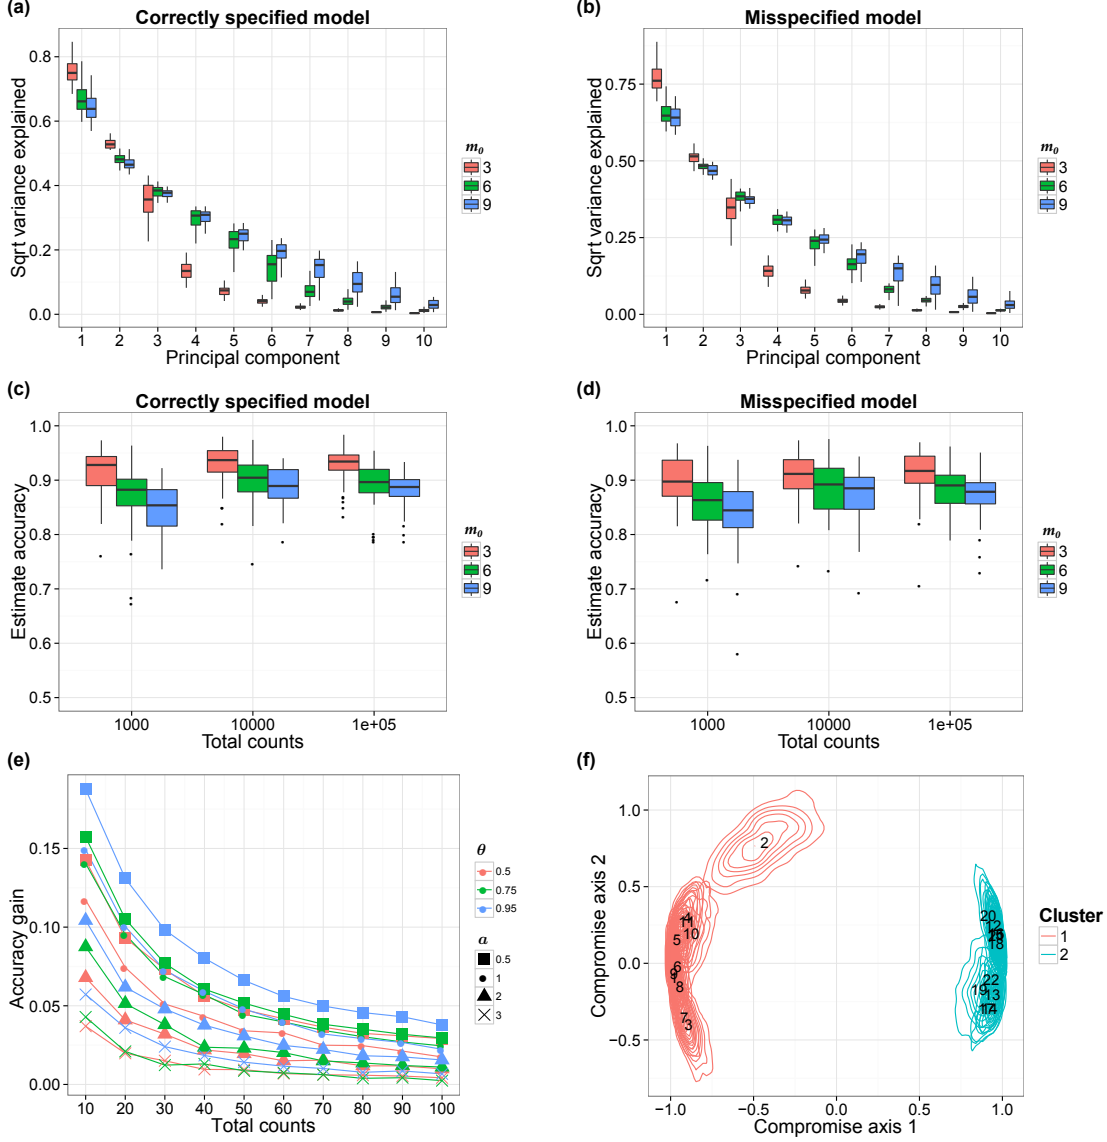 (a)
Correctly specified model
Sqrt variance explained
0.8
0.6
0.4
0.2
0.0
1 2 3 4 5 6 7 8 9 10
Principal component
m₀
3
6
9
(b)
Misspecified model
Sqrt variance explained
0.75
0.50
0.25
0.00
1 2 3 4 5 6 7 8 9 10
Principal component
m₀
3
6
9
(c)
Correctly specified model
Estimate accuracy
1.0
0.9
0.8
0.7
0.6
0.5
1000 10000 1e+05
Total counts
m₀
3
6
9
(d)
Misspecified model
Estimate accuracy
1.0
0.9
0.8
0.7
0.6
0.5
1000 10000 1e+05
Total counts
m₀
3
6
9
(e)
Accuracy gain
0.15
0.10
0.05
0.00
10 20 30 40 50 60 70 80 90 100
Total counts
θ
0.5
0.75
0.95
a
0.5
1
2
3
(f)
Compromise axis 2
1.0
0.5
0.0
−0.5
2
4
11
10
5
6
9
8
7
3
20
12
18
22
19
13
17
14
−1.0 −0.5 0.0 0.5 1.0
Compromise axis 1
Cluster
1
2